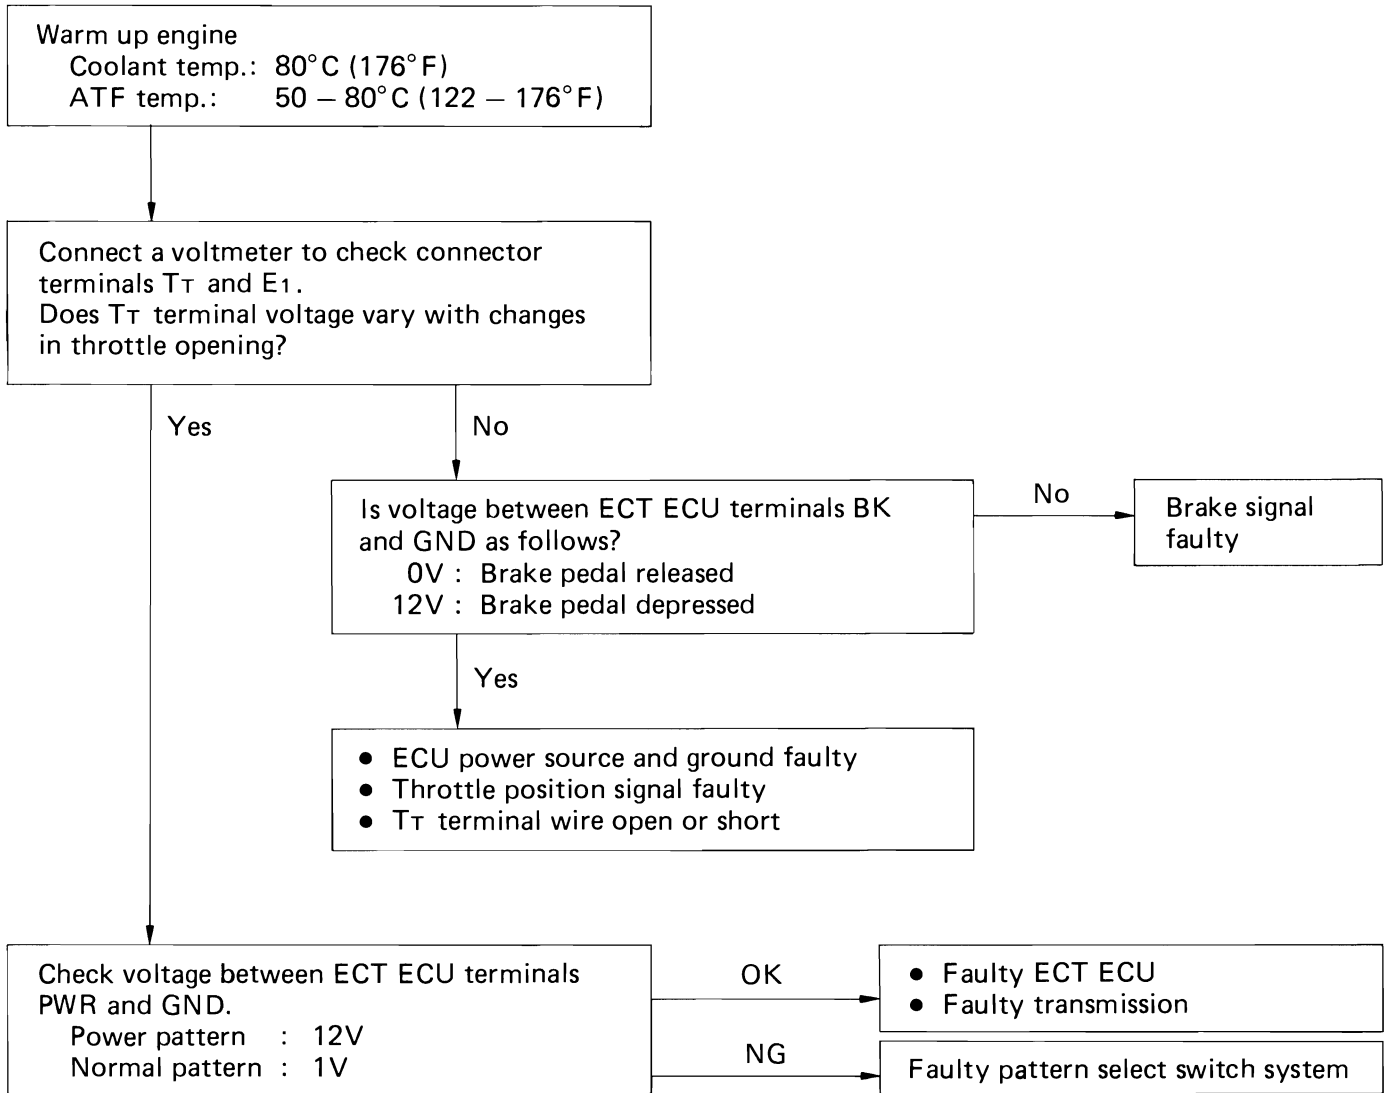 Warm up engine
Coolant temp.: 80°C (176°F)
ATF temp.: 50 – 80°C (122 – 176°F)
Connect a voltmeter to check connector
terminals TT and E1.
Does TT terminal voltage vary with changes
in throttle opening?
Yes
No
Is voltage between ECT ECU terminals BK
and GND as follows?
0V : Brake pedal released
12V : Brake pedal depressed
No
Brake signal
faulty
Yes
● ECU power source and ground faulty
● Throttle position signal faulty
● TT terminal wire open or short
Check voltage between ECT ECU terminals
PWR and GND.
Power pattern : 12V
Normal pattern : 1V
OK
● Faulty ECT ECU
● Faulty transmission
NG
Faulty pattern select switch system